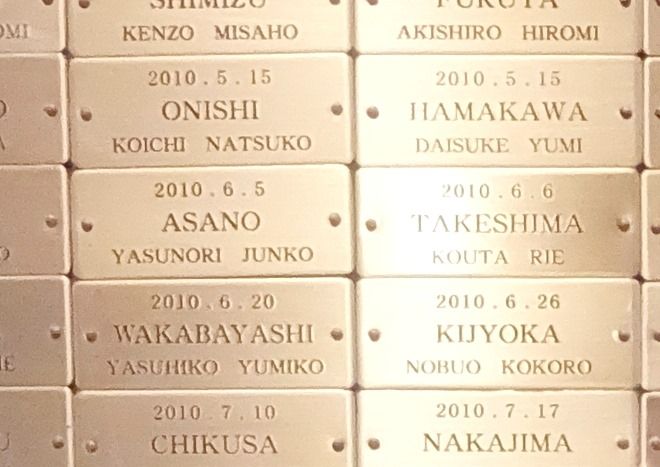 SHIMIZU
KENZO MISAHO
FUKUYA
AKISHIRO HIROMI
2010.5.15
ONISHI
KOICHI NATSUKO
2010.5.15
HAMAKAWA
DAISUKE YUMI
2010.6.5
ASANO
YASUNORI JUNKO
2010.6.6
TAKESHIMA
KOUTA RIE
2010.6.20
WAKABAYASHI
YASUHIKO YUMIKO
2010.6.26
KIJYOKA
NOBUO KOKORO
2010.7.10
CHIKUSA
2010.7.17
NAKAJIMA